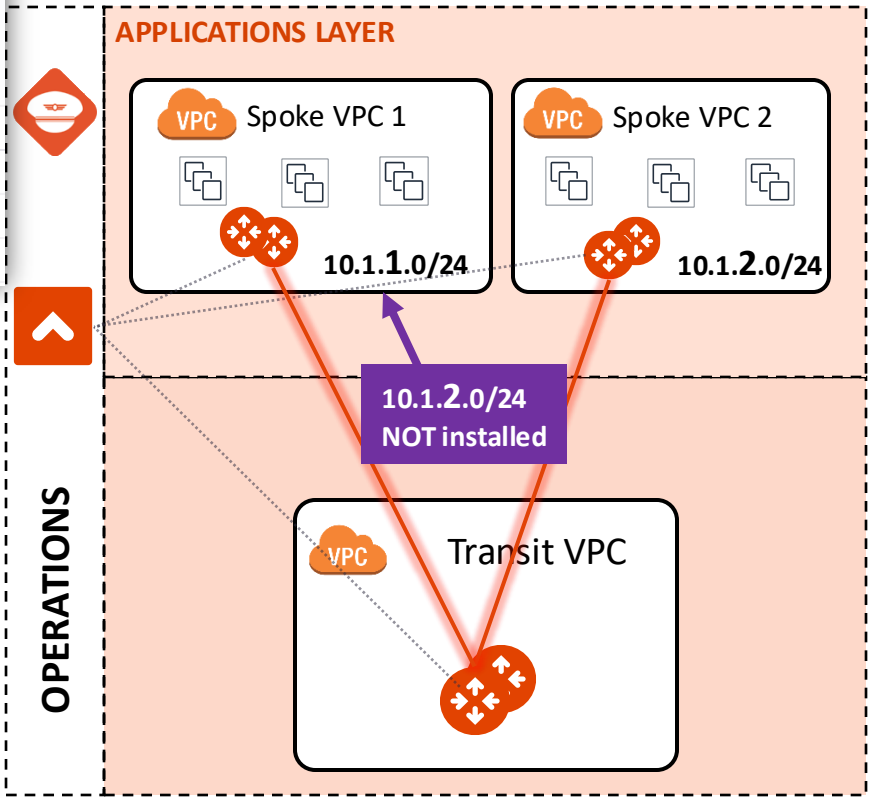 APPLICATIONS LAYER
VPC
Spoke VPC 1
10.1.1.0/24
VPC
Spoke VPC 2
10.1.2.0/24
10.1.2.0/24
NOT installed
OPERATIONS
VPC
Transit VPC